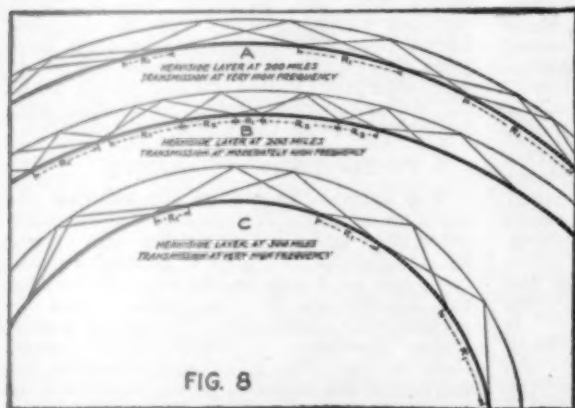 A
HEAVISIDE LAYER AT 200 MILES
TRANSMISSION AT VERY HIGH FREQUENCY
B
HEAVISIDE LAYER AT 200 MILES
TRANSMISSION AT MODERATELY HIGH FREQUENCY
C
HEAVISIDE LAYER AT 300 MILES
TRANSMISSION AT VERY HIGH FREQUENCY
FIG. 8